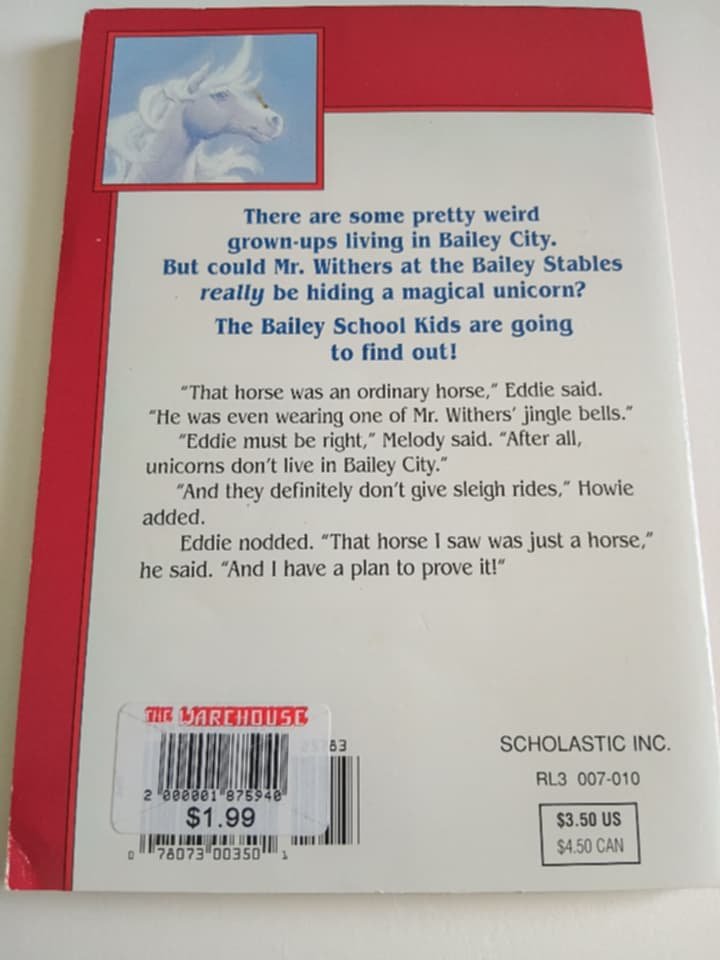 There are some pretty weird
grown-ups living in Bailey City.
But could Mr. Withers at the Bailey Stables
really be hiding a magical unicorn?
The Bailey School Kids are going
to find out!
"That horse was an ordinary horse," Eddie said.
"He was even wearing one of Mr. Withers' jingle bells."
"Eddie must be right," Melody said. "After all,
unicorns don't live in Bailey City."
"And they definitely don't give sleigh rides," Howie
added.
Eddie nodded. "That horse I saw was just a horse,"
he said. "And I have a plan to prove it!"
THE WAREHOUSE
2 000001 875940
$1.99
0 78073 00350 1
SCHOLASTIC INC.
RL3 007-010
$3.50 US
$4.50 CAN